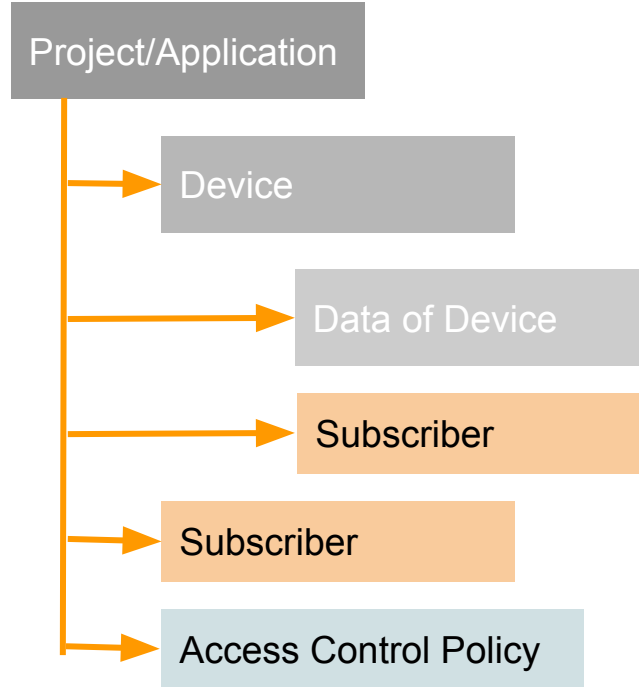 Project/Application
Device
Data of Device
Subscriber
Subscriber
Access Control Policy